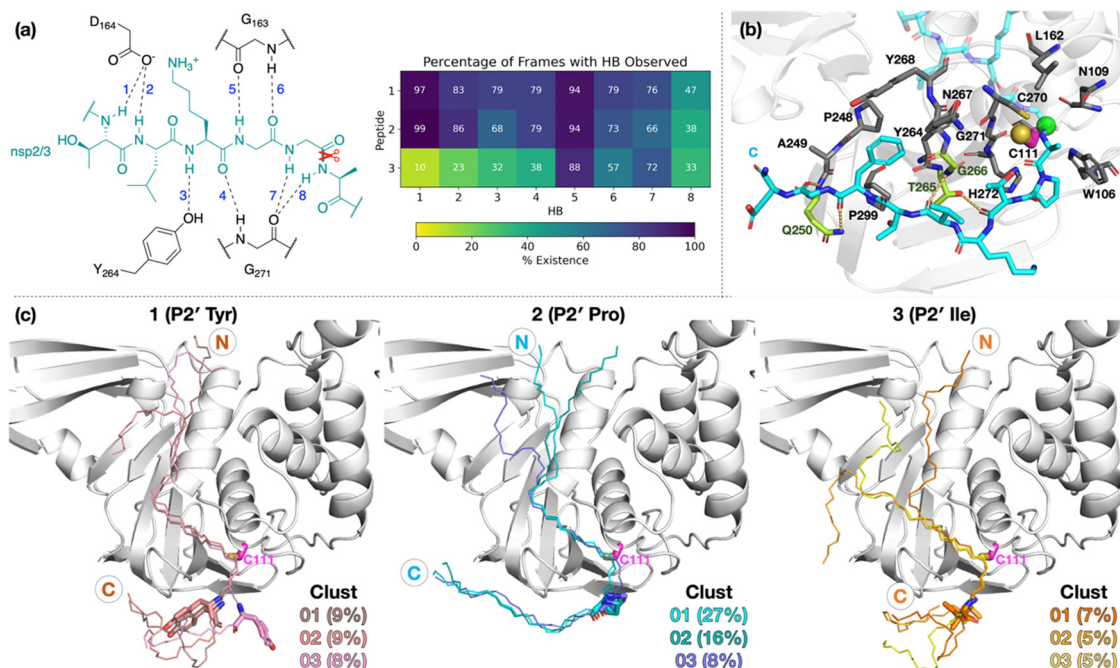 (a)
D164
G163
O
O-
O
N
H
1
2
5
6
NH3+
H
H
O
O
O
N
N
N
nsp2/3
HO
O
N
H
O
N
H
O
N
H
N
O
3
4
7
8
OH
H
O
N
Y264
G271
Percentage of Frames with HB Observed
Peptide
1
97 83 79 79 94 79 76 47
2
99 86 68 79 94 73 66 38
3
10 23 32 38 88 57 72 33
1 2 3 4 5 6 7 8
HB
0 20 40 60 80 100
% Existence
(b)
L162
Y268
N109
N267
C270
P248
Y264
G271
A249
C111
C
G266
T265
H272
W106
P299
Q250
(c)
1 (P2′ Tyr)
N
C111
C
Clust
01 (9%)
02 (9%)
03 (8%)
2 (P2′ Pro)
N
C111
C
Clust
01 (27%)
02 (16%)
03 (8%)
3 (P2′ Ile)
N
C111
C
Clust
01 (7%)
02 (5%)
03 (5%)